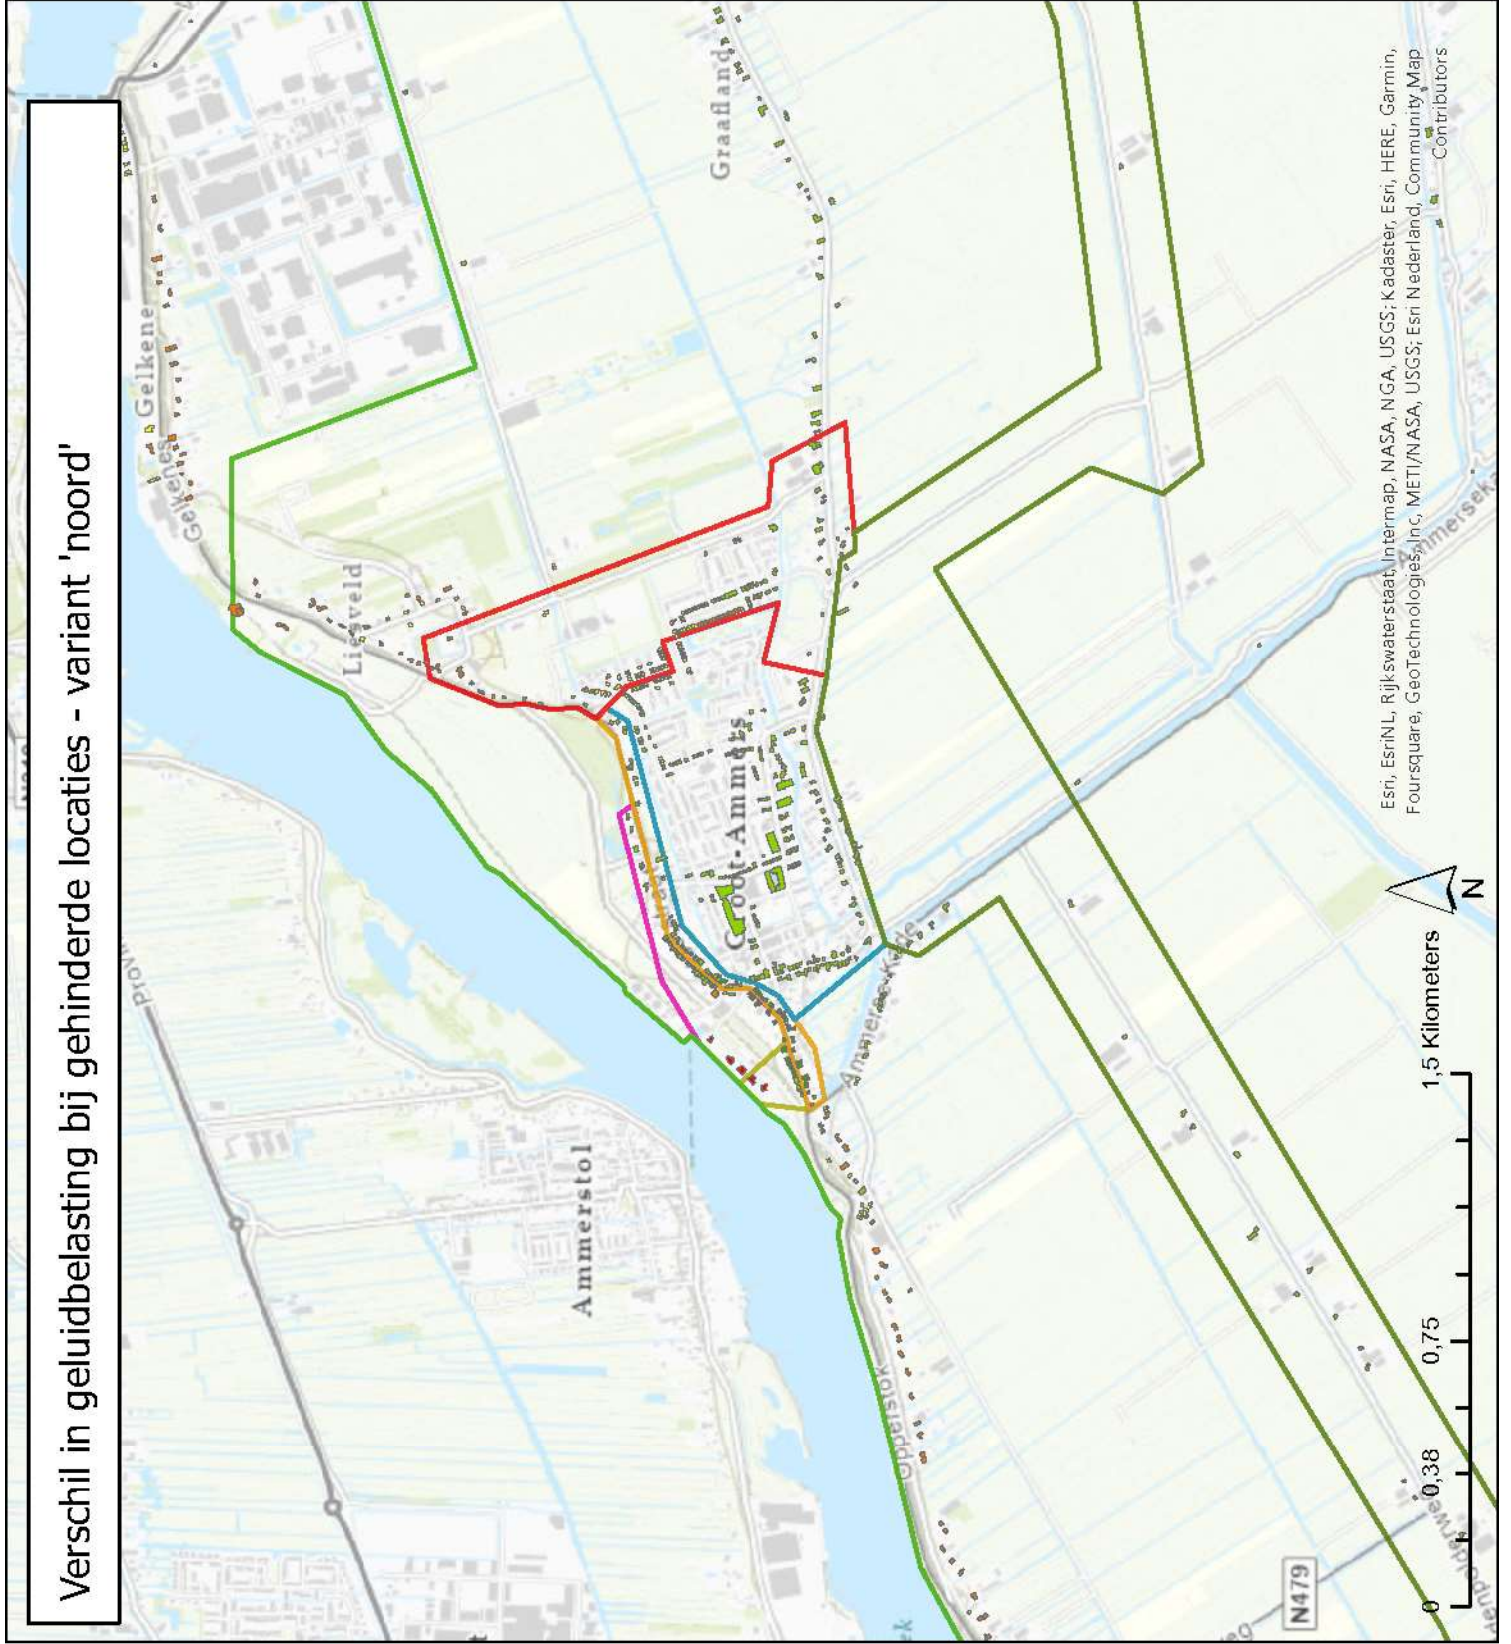 Verschil in geluidbelasting bij gehinderde locaties - variant 'noord'
Gelkene
Gelkenes
Liesveld
Graafland
Groot-Ammers
Ammerstol
Ammerse Kade
Opperstok
N479
Esri, EsriNL, Rijkswaterstaat, Intermap, NASA, NGA, USGS; Kadaster, Esri, HERE, Garmin,
Foursquare, GeoTechnologies, Inc, METI/NASA, USGS; Esri Nederland, Community Map
Contributors
N
0 0,38 0,75 1,5 Kilometers